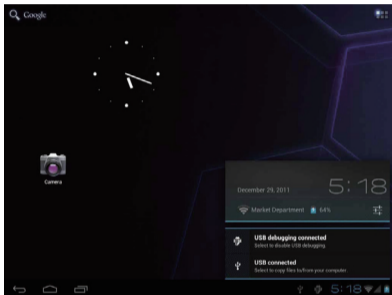 Google
Camera
5:18
December 29, 2011
Market Department 64%
USB debugging connected
Select to disable USB debugging
USB connected
Select to copy files to/from your computer
5:18